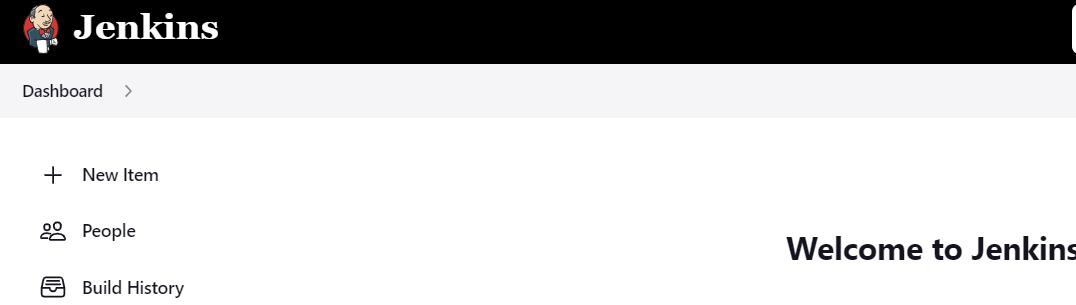 Jenkins
Dashboard
New Item
People
Welcome to Jenkins
Build History